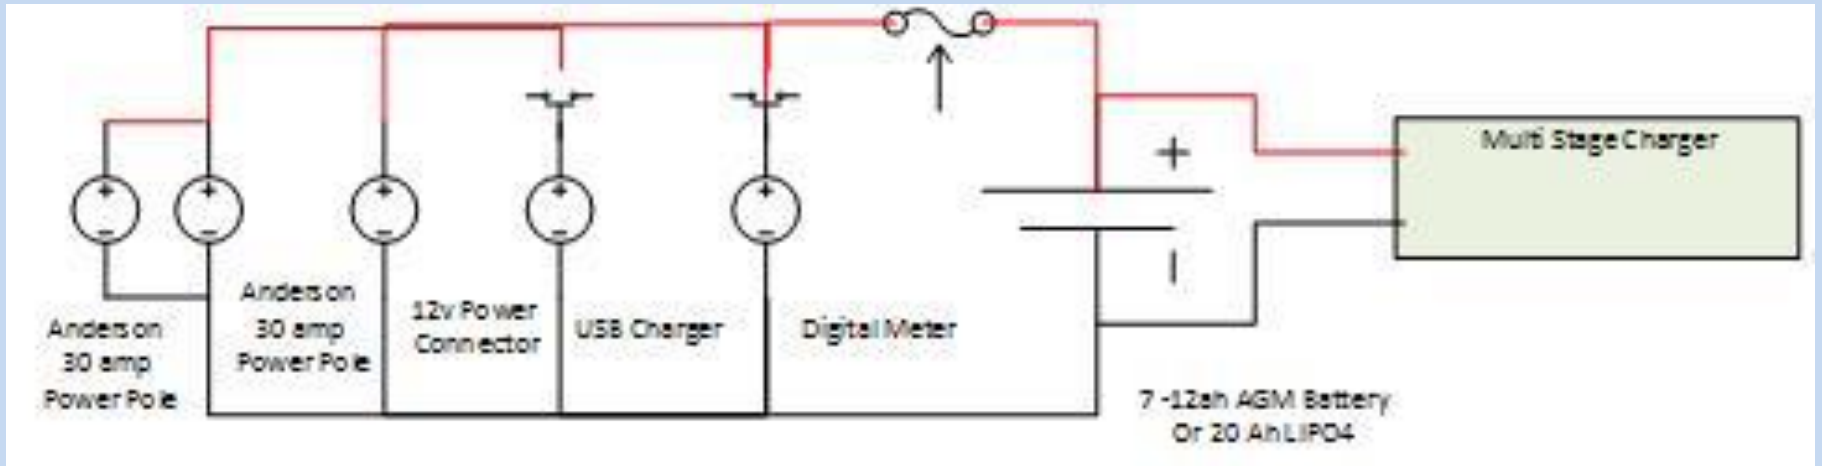 Multi Stage Charger
Anderson
30 amp
Power Pole
Anderson
30 amp
Power Pole
12v Power
Connector
USB Charger
Digital Meter
7 -12ah AGM Battery
Or 20 Ah LIPO4